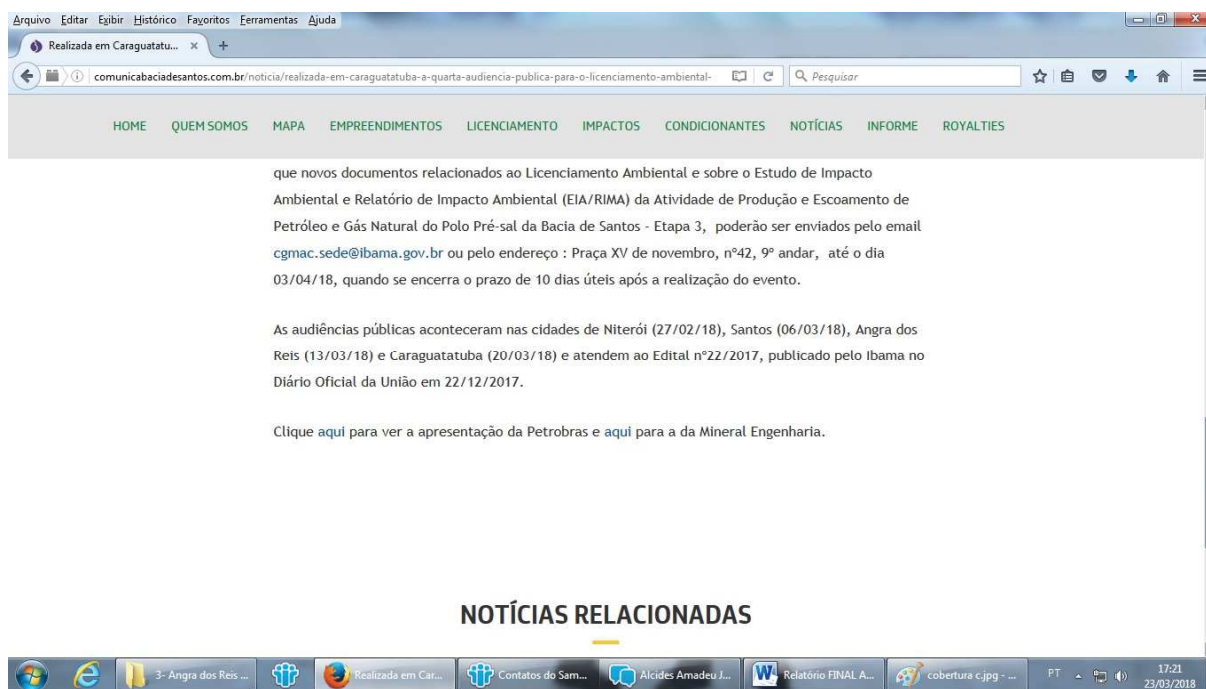 Arquivo Editar Exibir Histórico Favoritos Ferramentas Ajuda
Realizada em Caraguatatu... × +
comunicabaciadesantos.com.br/noticia/realizada-em-caraguatatuba-a-quarta-audiencia-publica-para-o-licenciamento-ambiental- Pesquisar
HOME QUEM SOMOS MAPA EMPREENDIMENTOS LICENCIAMENTO IMPACTOS CONDICIONANTES NOTÍCIAS INFORME ROYALTIES
que novos documentos relacionados ao Licenciamento Ambiental e sobre o Estudo de Impacto
Ambiental e Relatório de Impacto Ambiental (EIA/RIMA) da Atividade de Produção e Escoamento de
Petróleo e Gás Natural do Polo Pré-sal da Bacia de Santos - Etapa 3, poderão ser enviados pelo email
cgmac.sede@ibama.gov.br ou pelo endereço : Praça XV de novembro, nº42, 9º andar, até o dia
03/04/18, quando se encerra o prazo de 10 dias úteis após a realização do evento.
As audiências públicas aconteceram nas cidades de Niterói (27/02/18), Santos (06/03/18), Angra dos
Reis (13/03/18) e Caraguatatuba (20/03/18) e atendem ao Edital nº22/2017, publicado pelo Ibama no
Diário Oficial da União em 22/12/2017.
Clique aqui para ver a apresentação da Petrobras e aqui para a da Mineral Engenharia.
NOTÍCIAS RELACIONADAS
3- Angra dos Reis ... Realizada em Car... Contatos do Sam... Alcides Amadeu J... Relatório FINAL A... cobertura c.jpg - ... PT 17:21
23/03/2018